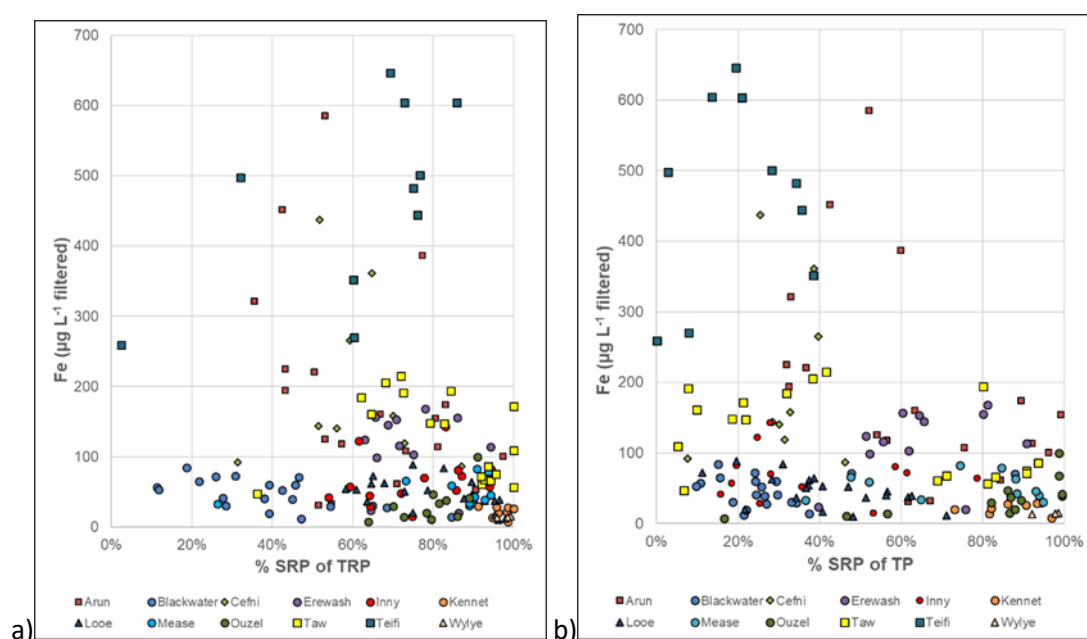 700
600
500
400
300
200
100
0
Fe (µg L⁻¹ filtered)
0% 20% 40% 60% 80% 100%
% SRP of TRP
Arun Blackwater Cefni Erewash Inny Kennet
Looe Mease Ouzel Taw Teifi Wylye
a)
700
600
500
400
300
200
100
0
Fe (µg L⁻¹ filtered)
0% 20% 40% 60% 80% 100%
% SRP of TP
Arun Blackwater Cefni Erewash Inny Kennet
Looe Mease Ouzel Taw Teifi Wylye
b)